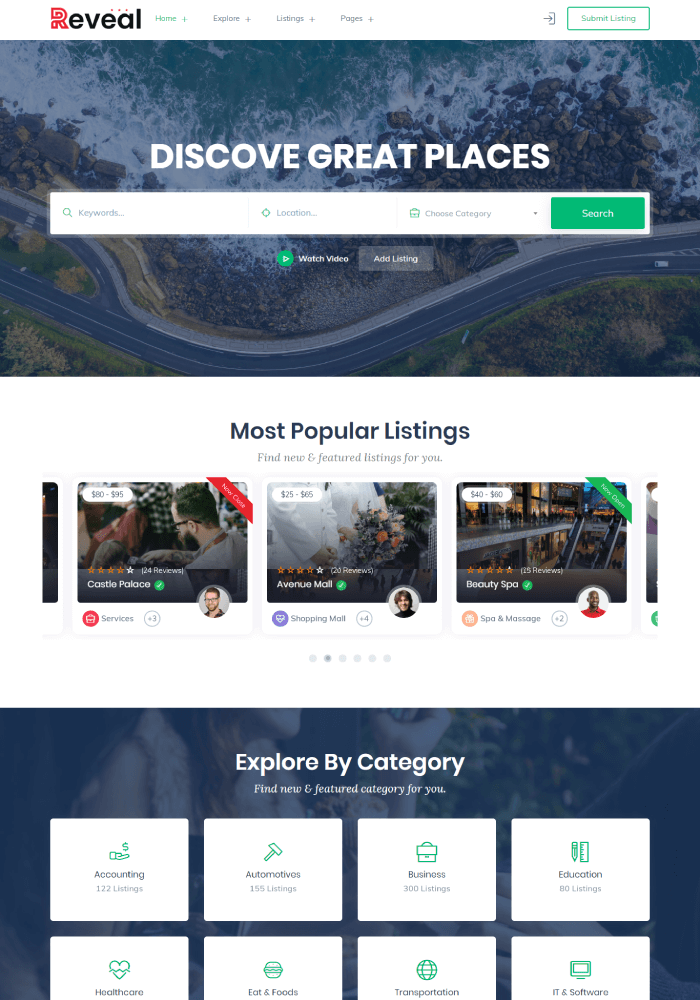 Reveal
Home + Explore + Listings + Pages +
Submit Listing
DISCOVE GREAT PLACES
Keywords... Location... Choose Category Search
Watch Video Add Listing
Most Popular Listings
Find new & featured listings for you.
$80 - $95 Now Close
(24 Reviews)
Castle Palace
Services +3
$25 - $65
(20 Reviews)
Avenue Mall
Shopping Mall +4
$40 - $60 Now Open
(15 Reviews)
Beauty Spa
Spa & Massage +2
Explore By Category
Find new & featured category for you.
Accounting
122 Listings
Automotives
155 Listings
Business
300 Listings
Education
80 Listings
Healthcare
Eat & Foods
Transportation
IT & Software